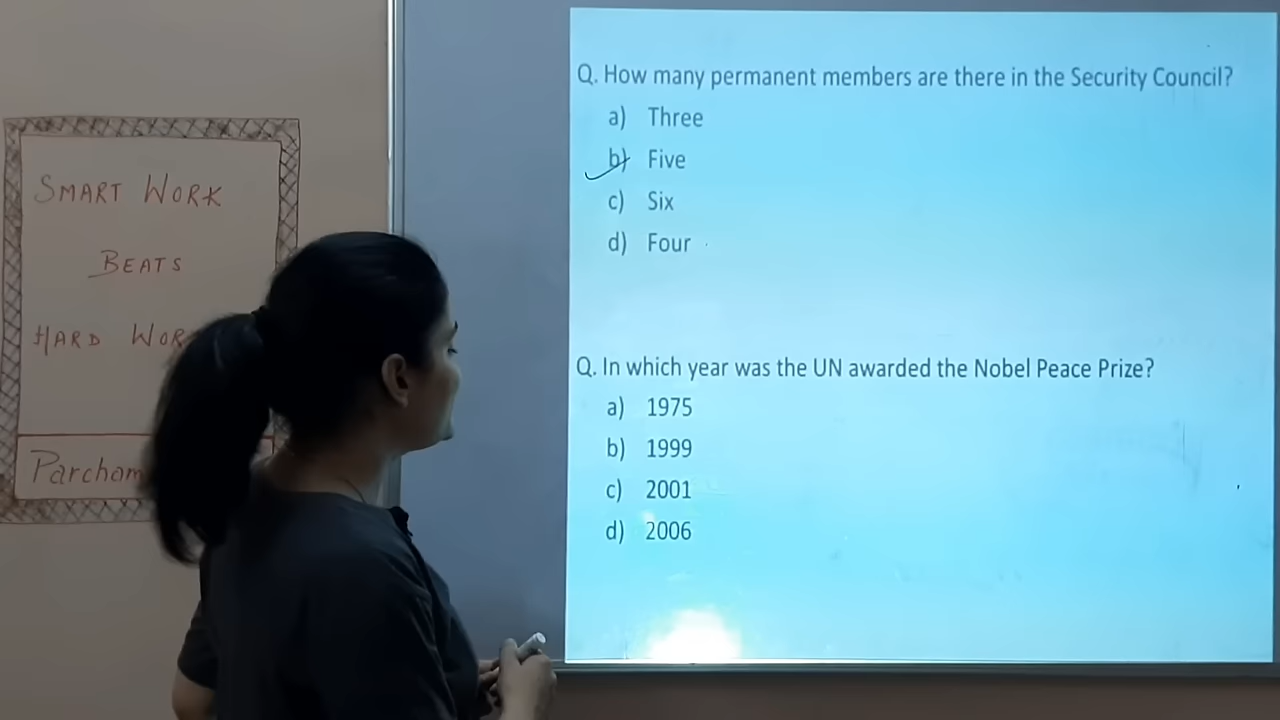 SMART WORK
BEATS
HARD
Q. How many permanent members are there in the Security Council?
a) Three
b) Five
c) Six
d) Four
Q. In which year was the UN awarded the Nobel Peace Prize?
a) 1975
b) 1999
c) 2001
d) 2006